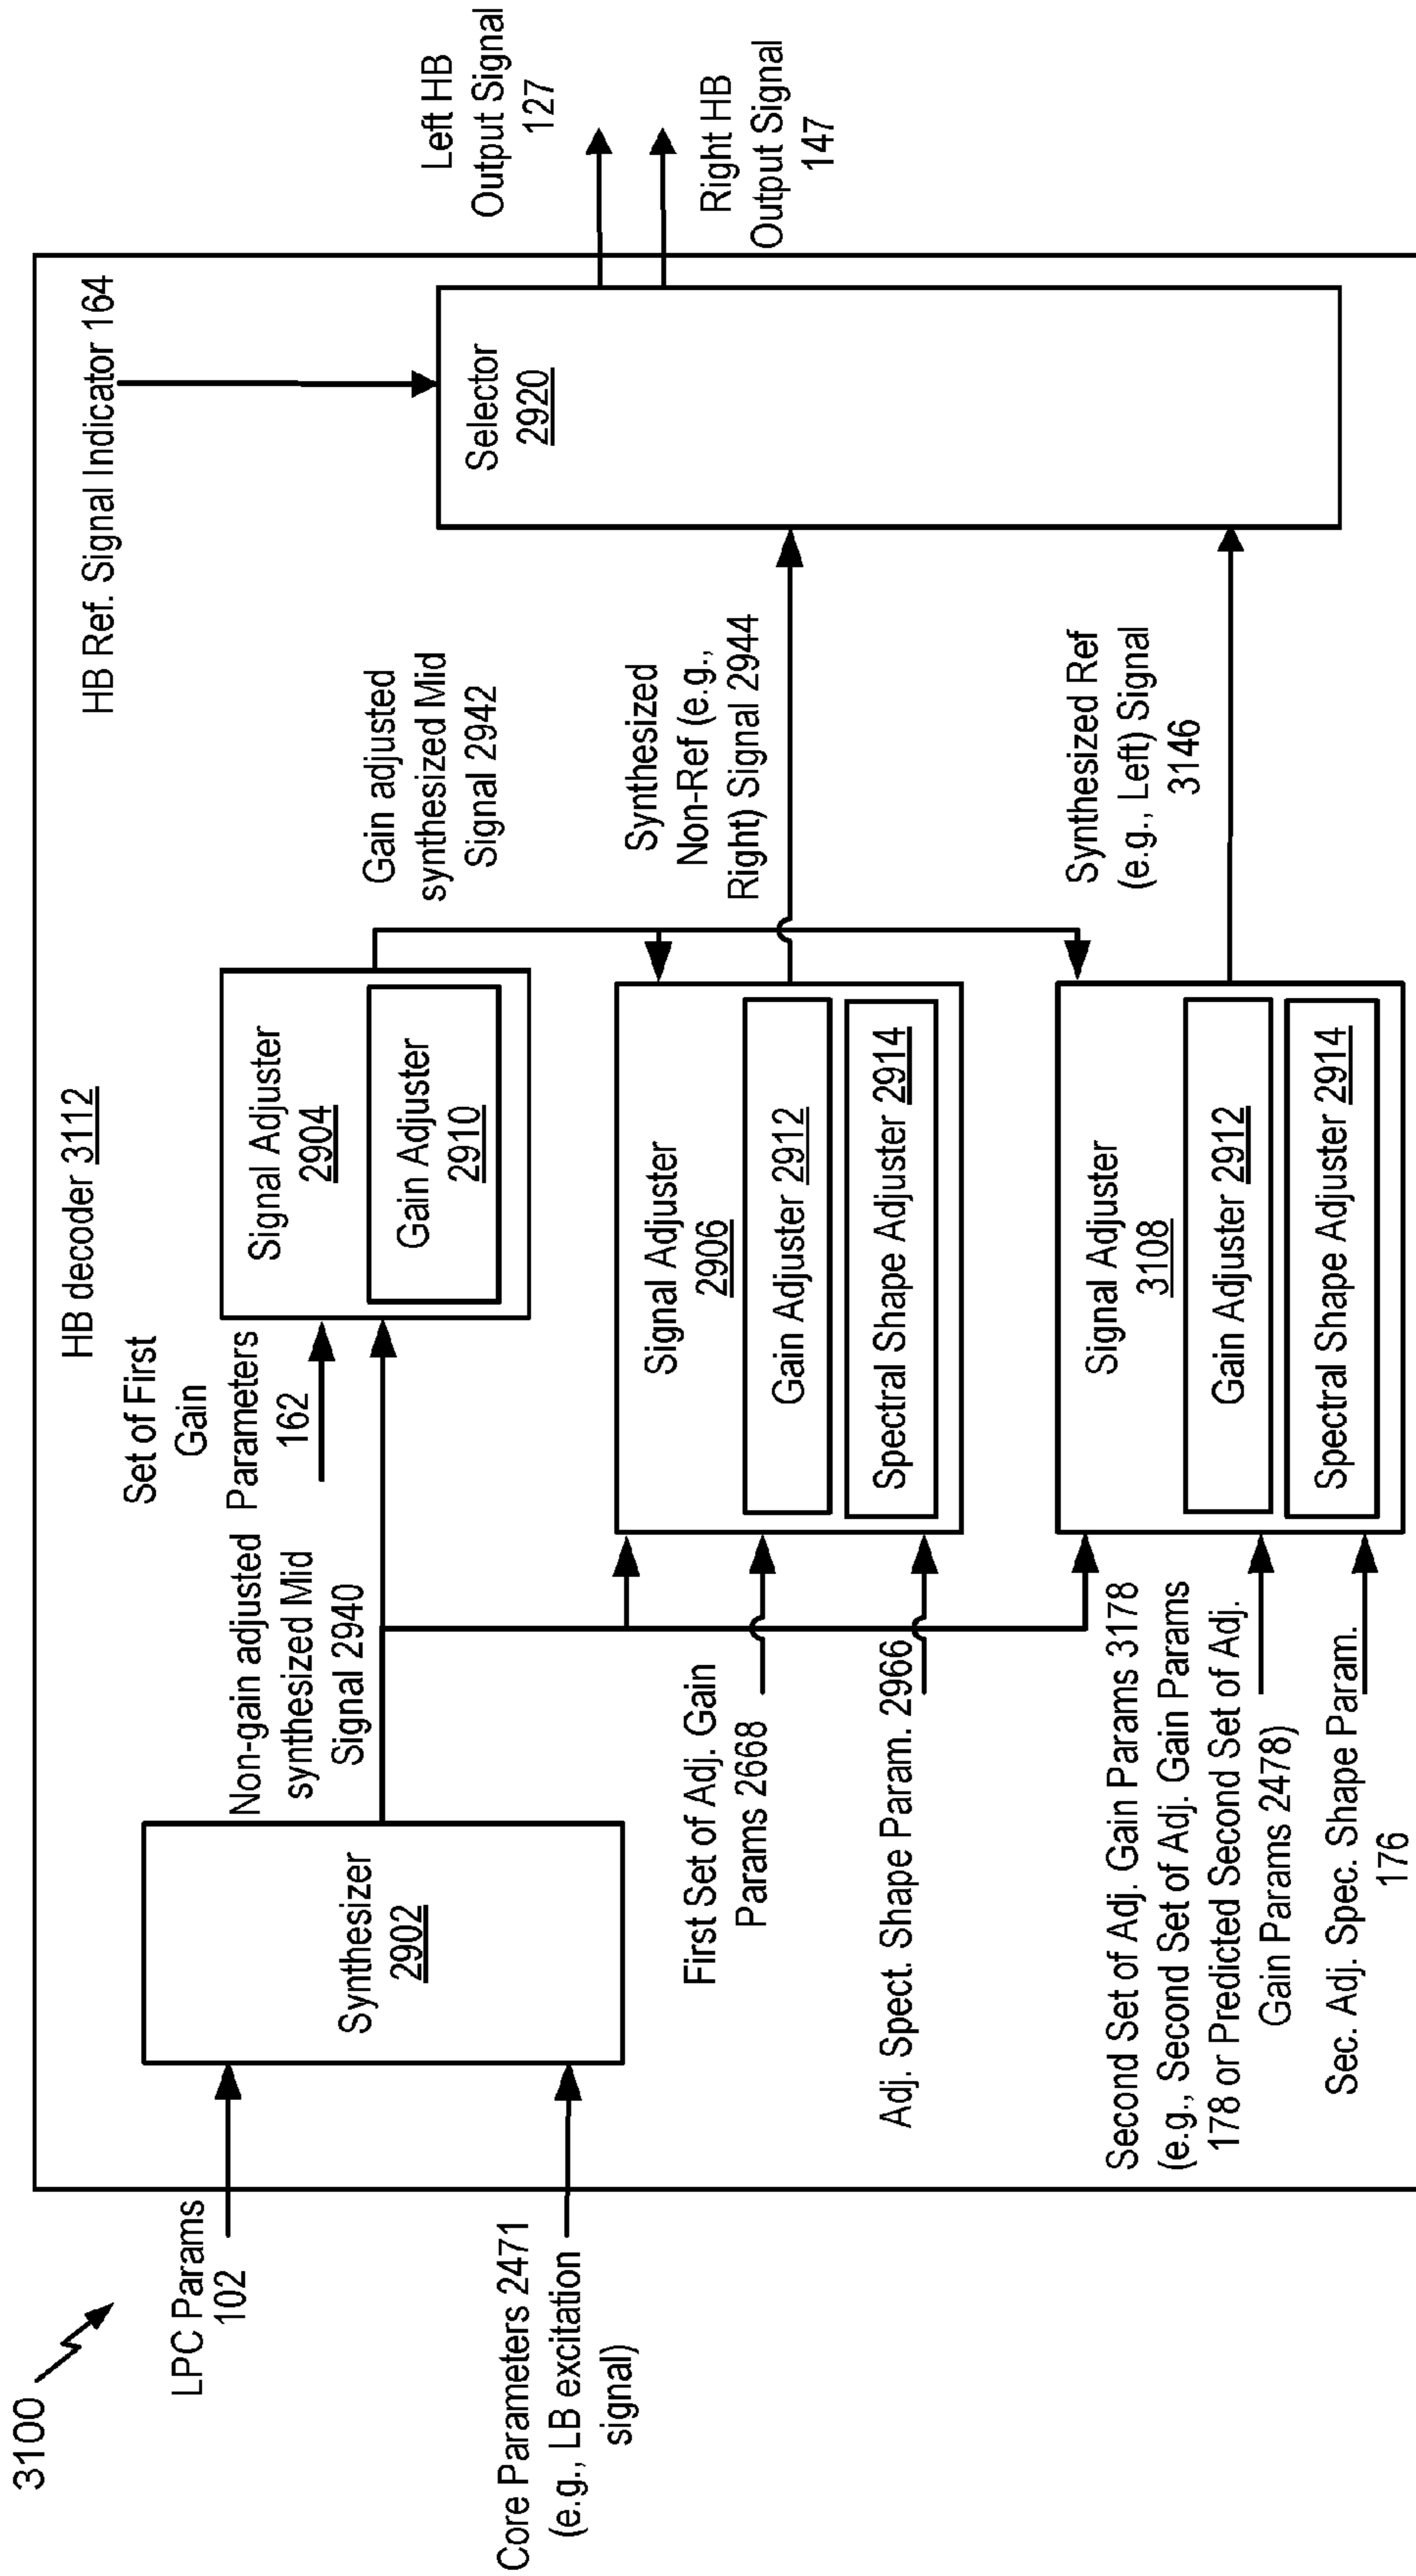 3100
HB decoder 3112
LPC Params
102
Core Parameters 2471
(e.g., LB excitation
signal)
Synthesizer
2902
Non-gain adjusted
synthesized Mid
Signal 2940
Set of First
Gain
Parameters
162
Signal Adjuster
2904
Gain Adjuster
2910
Gain adjusted
synthesized Mid
Signal 2942
HB Ref. Signal Indicator 164
Selector
2920
Left HB
Output Signal
127
Right HB
Output Signal
147
First Set of Adj. Gain
Params 2668
Adj. Spect. Shape Param. 2966
Signal Adjuster
2906
Gain Adjuster 2912
Spectral Shape Adjuster 2914
Synthesized
Non-Ref (e.g.,
Right) Signal 2944
Second Set of Adj. Gain Params 3178
(e.g., Second Set of Adj. Gain Params
178 or Predicted Second Set of Adj.
Gain Params 2478)
Sec. Adj. Spec. Shape Param.
176
Signal Adjuster
3108
Gain Adjuster 2912
Spectral Shape Adjuster 2914
Synthesized Ref
(e.g., Left) Signal
3146